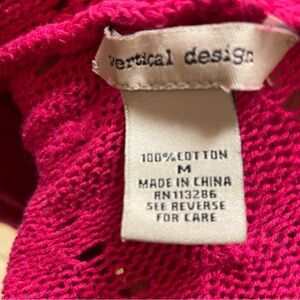 vertical design
100% COTTON
M
MADE IN CHINA
RN113286
SEE REVERSE
FOR CARE